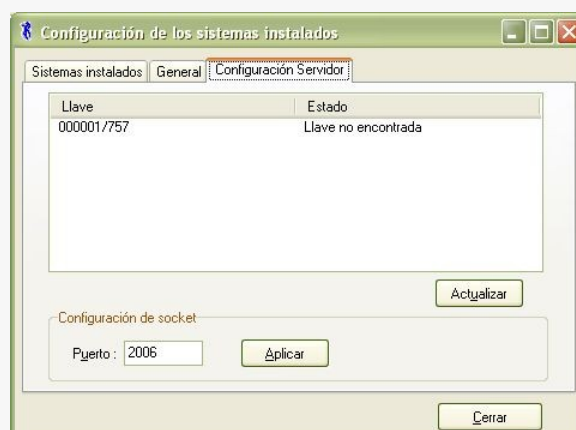 Configuración de los sistemas instalados
Sistemas instalados General Configuración Servidor
Llave Estado
000001/757 Llave no encontrada
Actualizar
Configuración de socket
Puerto : 2006 Aplicar
Cerrar